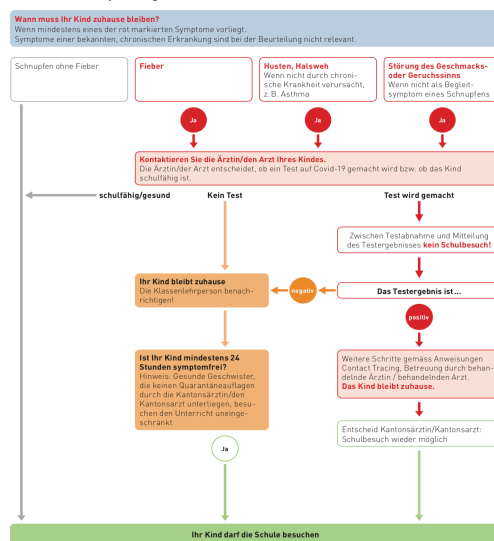 Wann muss Ihr Kind zuhause bleiben?
Wenn mindestens eines der rot markierten Symptome vorliegt.
Symptome einer bekannten, chronischen Erkrankung sind bei der Beurteilung nicht relevant.
Schnupfen ohne Fieber
Fieber
Husten, Halsweh
Wenn nicht durch chroni-
sche Krankheit verursacht,
z.B. Asthma
Störung des Geschmacks-
oder Geruchssinns
Wenn nicht als Begleit-
symptom eines Schnupfens
Ja
Ja
Ja
Kontaktieren Sie die Ärztin/den Arzt Ihres Kindes.
Die Ärztin/der Arzt entscheidet, ob ein Test auf Covid-19 gemacht wird bzw. ob das Kind
schulfähig ist.
schulfähig/gesund
Kein Test
Test wird gemacht
Zwischen Testabnahme und Mitteilung
des Testergebnisses kein Schulbesuch!
Ihr Kind bleibt zuhause
Die Klassenlehrperson benach-
richtigen!
negativ
Das Testergebnis ist ...
positiv
Ist Ihr Kind mindestens 24
Stunden symptomfrei?
Hinweis: Gesunde Geschwister,
die keinen Quarantäneauflagen
durch die Kantonsärztin/den
Kantonsarzt unterliegen, besu-
chen den Unterricht uneinge-
schränkt
Weitere Schritte gemäss Anweisungen
Contact Tracing, Betreuung durch behan-
delnde Ärztin / behandelnden Arzt.
Das Kind bleibt zuhause.
Entscheid Kantonsärztin/Kantonsarzt:
Schulbesuch wieder möglich
Ja
Ihr Kind darf die Schule besuchen